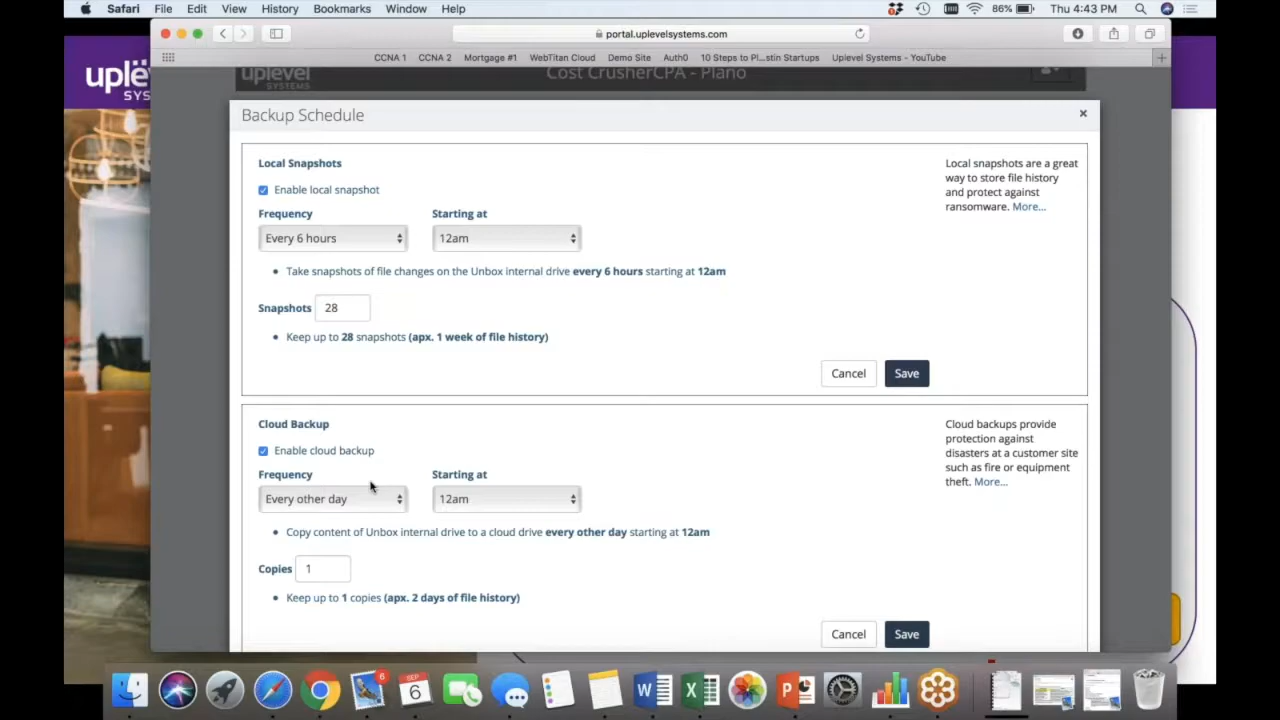 Safari File Edit View History Bookmarks Window Help 86% Thu 4:43 PM
portal.uplevelsystems.com
CCNA 1 CCNA 2 Mortgage #1 WebTitan Cloud Demo Site Auth0 10 Steps to Pl...stin Startups Uplevel Systems - YouTube
uplevel SYSTEMS Cost CrusherCPA - Plano
uple
SYS
Backup Schedule
Local Snapshots
Enable local snapshot
Frequency Starting at
Every 6 hours 12am
Take snapshots of file changes on the Unbox internal drive every 6 hours starting at 12am
Snapshots 28
Keep up to 28 snapshots (apx. 1 week of file history)
Cancel Save
Local snapshots are a great
way to store file history
and protect against
ransomware. More...
Cloud Backup
Enable cloud backup
Frequency Starting at
Every other day 12am
Copy content of Unbox internal drive to a cloud drive every other day starting at 12am
Copies 1
Keep up to 1 copies (apx. 2 days of file history)
Cancel Save
Cloud backups provide
protection against
disasters at a customer site
such as fire or equipment
theft. More...
6
SEP
6